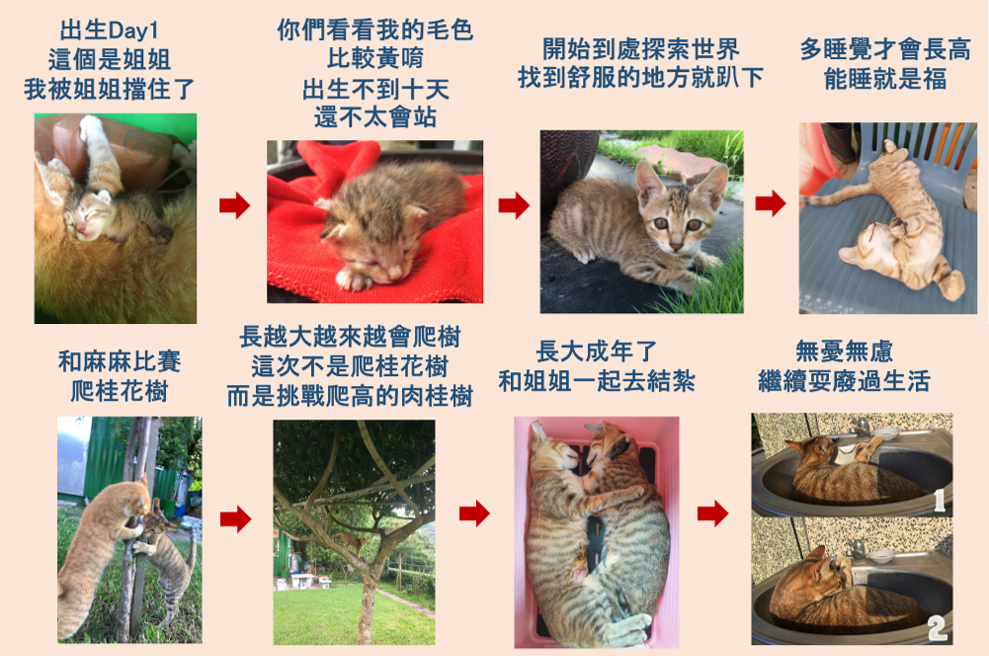 出生Day1
這個是姐姐
我被姐姐擋住了
你們看看我的毛色
比較黃唷
出生不到十天
還不太會站
開始到處探索世界
找到舒服的地方就趴下
多睡覺才會長高
能睡就是福
和麻麻比賽
爬桂花樹
長越大越來越會爬樹
這次不是爬桂花樹
而是挑戰爬高的肉桂樹
長大成年了
和姐姐一起去結紮
無憂無慮
繼續耍廢過生活
1
2